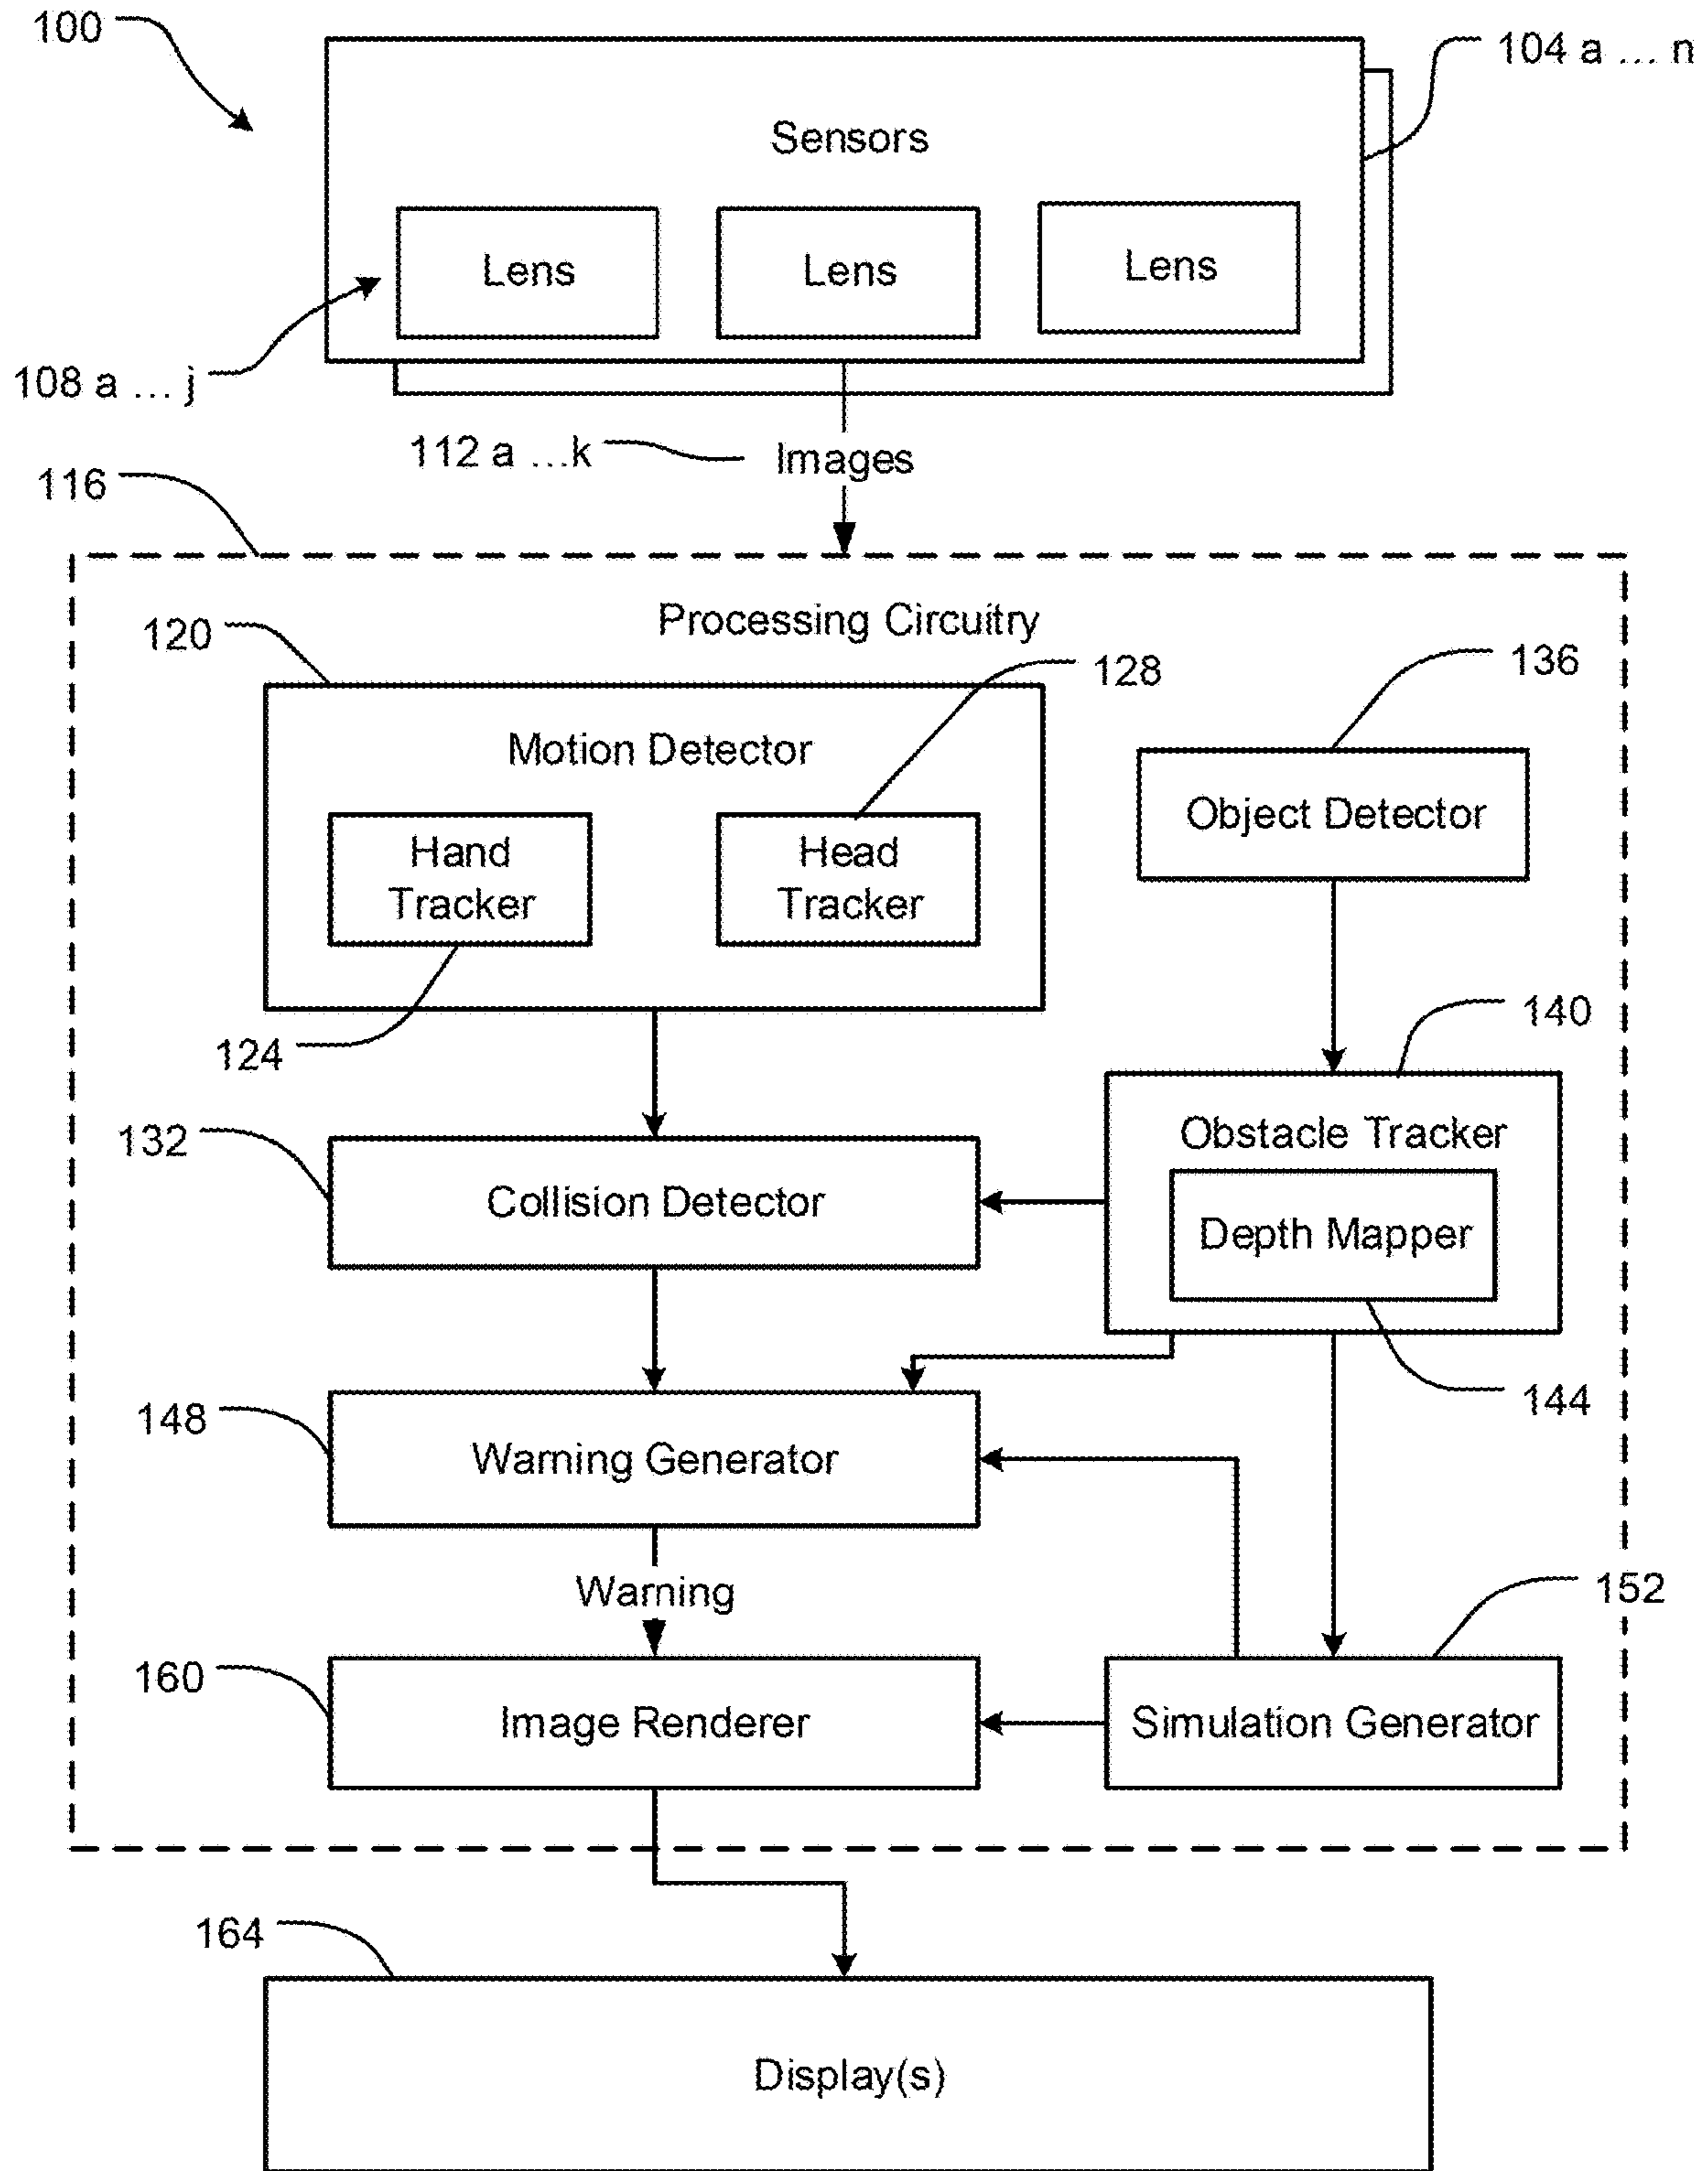 100
104 a ... n
Sensors
Lens
Lens
Lens
108 a ... j
112 a ...k
Images
116
Processing Circuitry
120
128
136
Motion Detector
Object Detector
Hand
Tracker
Head
Tracker
124
140
132
Obstacle Tracker
Collision Detector
Depth Mapper
144
148
Warning Generator
Warning
152
160
Image Renderer
Simulation Generator
164
Display(s)